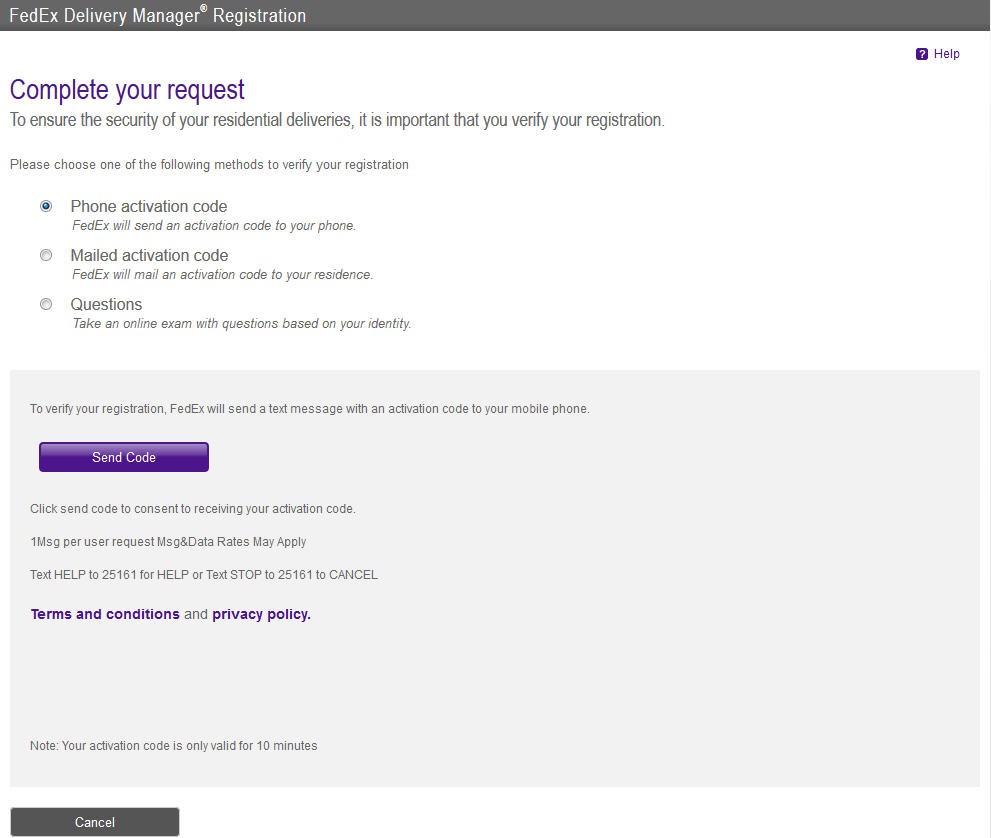 FedEx Delivery Manager® Registration
? Help
Complete your request
To ensure the security of your residential deliveries, it is important that you verify your registration.
Please choose one of the following methods to verify your registration
Phone activation code
FedEx will send an activation code to your phone.
Mailed activation code
FedEx will mail an activation code to your residence.
Questions
Take an online exam with questions based on your identity.
To verify your registration, FedEx will send a text message with an activation code to your mobile phone.
Send Code
Click send code to consent to receiving your activation code.
1Msg per user request Msg&Data Rates May Apply
Text HELP to 25161 for HELP or Text STOP to 25161 to CANCEL
Terms and conditions and privacy policy.
Note: Your activation code is only valid for 10 minutes
Cancel